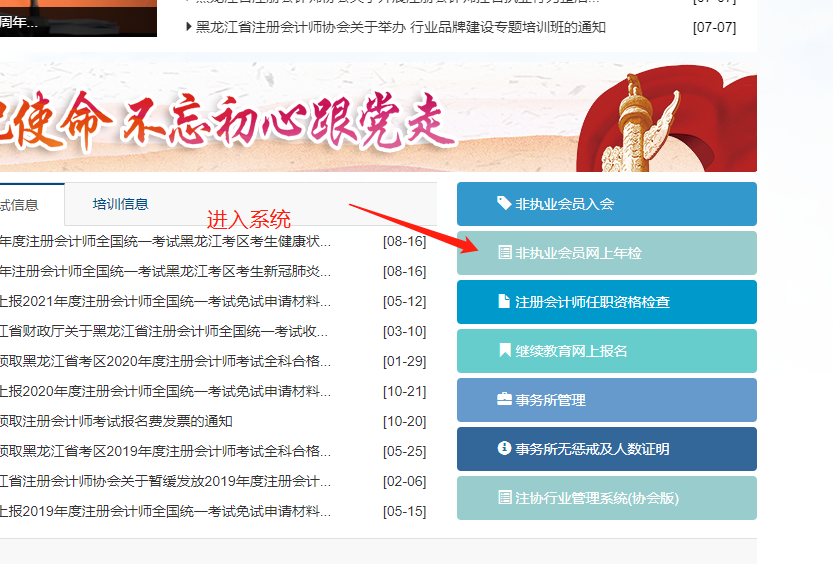 周年...
黑龙江省注册会计师协会关于举办 行业品牌建设专题培训班的通知
[07-07]
使命 不忘初心跟党走
试信息
培训信息
进入系统
年度注册会计师全国统一考试黑龙江考区考生健康状...
[08-16]
年注册会计师全国统一考试黑龙江考区考生新冠肺炎...
[08-16]
上报2021年度注册会计师全国统一考试免试申请材料...
[05-12]
江省财政厅关于黑龙江省注册会计师全国统一考试收...
[03-10]
领取黑龙江省考区2020年度注册会计师考试全科合格...
[01-29]
上报2020年度注册会计师全国统一考试免试申请材料...
[10-21]
领取注册会计师考试报名费发票的通知
[10-20]
领取黑龙江省考区2019年度注册会计师考试全科合格...
[05-25]
江省注册会计师协会关于暂缓发放2019年度注册会计...
[02-06]
上报2019年度注册会计师全国统一考试免试申请材料...
[05-15]
非执业会员入会
非执业会员网上年检
注册会计师任职资格检查
继续教育网上报名
事务所管理
事务所无惩戒及人数证明
注协行业管理系统(协会版)